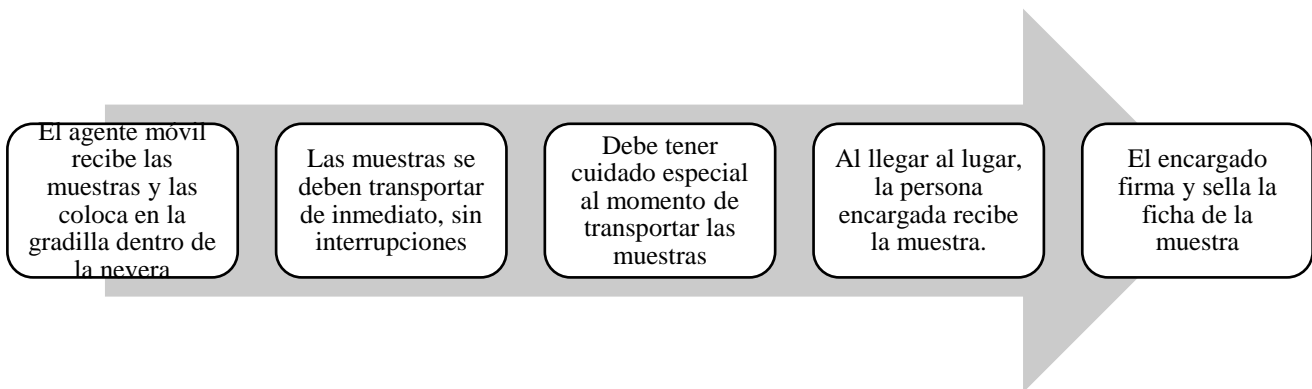 El agente móvil
recibe las
muestras y las
coloca en la
gradilla dentro de
la nevera
Las muestras se
deben transportar
de inmediato, sin
interrupciones
Debe tener
cuidado especial
al momento de
transportar las
muestras
Al llegar al lugar,
la persona
encargada recibe
la muestra.
El encargado
firma y sella la
ficha de la
muestra